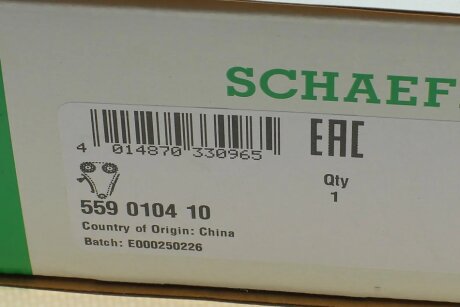 SCHAEF
4 014870 330965
EAC
Qty
1
559 0104 10
Country of Origin: China
Batch: E000250226